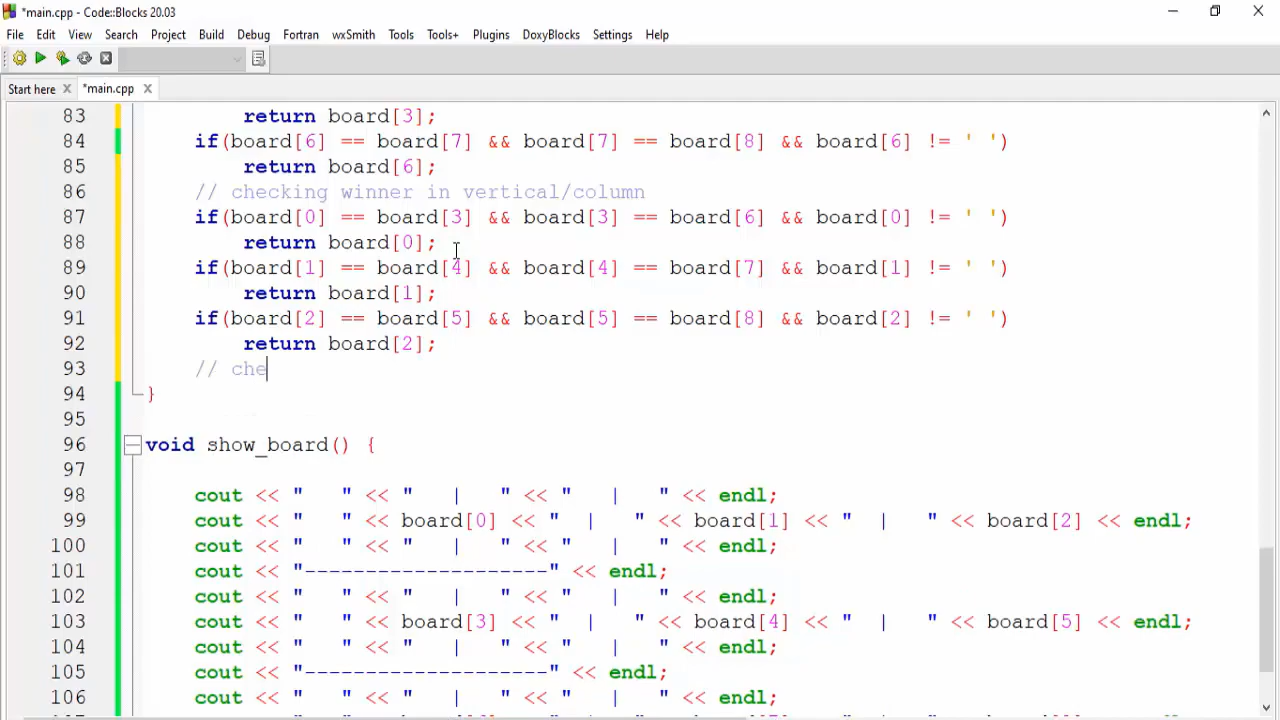 *main.cpp - Code::Blocks 20.03
File Edit View Search Project Build Debug Fortran wxSmith Tools Tools+ Plugins DoxyBlocks Settings Help
Start here *main.cpp
83 return board[3];
84 if(board[6] == board[7] && board[7] == board[8] && board[6] != ' ')
85 return board[6];
86 // checking winner in vertical/column
87 if(board[0] == board[3] && board[3] == board[6] && board[0] != ' ')
88 return board[0];
89 if(board[1] == board[4] && board[4] == board[7] && board[1] != ' ')
90 return board[1];
91 if(board[2] == board[5] && board[5] == board[8] && board[2] != ' ')
92 return board[2];
93 // che
94 }
95
96 void show_board() {
97
98 cout << "   " << "   |   " << "   |   " << endl;
99 cout << "   " << board[0] << "  |   " << board[1] << "  |   " << board[2] << endl;
100 cout << "   " << "   |   " << "   |   " << endl;
101 cout << "--------------------" << endl;
102 cout << "   " << "   |   " << "   |   " << endl;
103 cout << "   " << board[3] << "  |   " << board[4] << "  |   " << board[5] << endl;
104 cout << "   " << "   |   " << "   |   " << endl;
105 cout << "--------------------" << endl;
106 cout << "   " << "   |   " << "   |   " << endl;